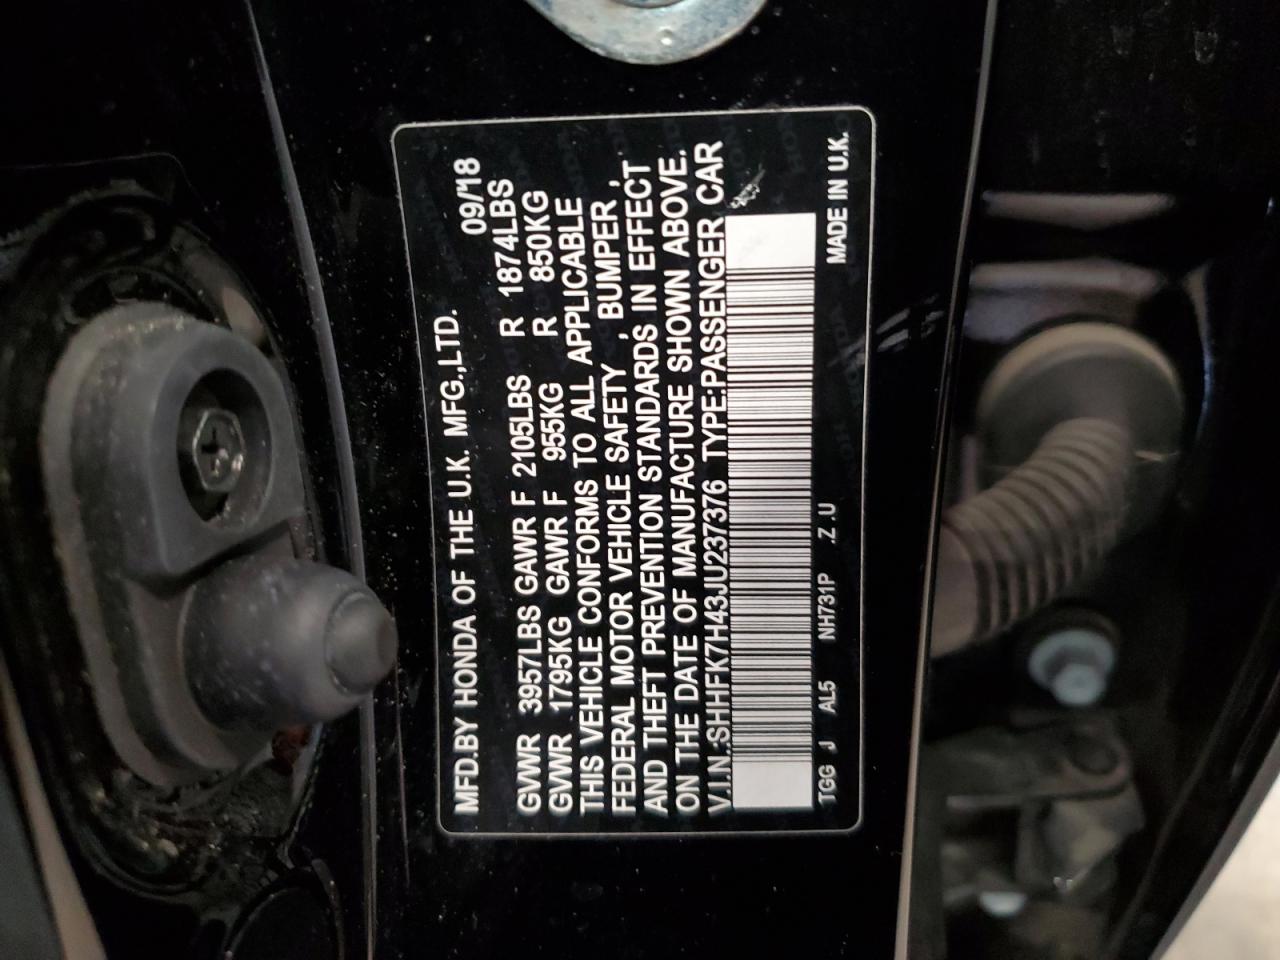 MFD.BY HONDA OF THE U.K. MFG.,LTD. 09/18
GVWR 3957LBS GAWR F 2105LBS R 1874LBS
GVWR 1795KG GAWR F 955KG R 850KG
THIS VEHICLE CONFORMS TO ALL APPLICABLE
FEDERAL MOTOR VEHICLE SAFETY , BUMPER ,
AND THEFT PREVENTION STANDARDS IN EFFECT
ON THE DATE OF MANUFACTURE SHOWN ABOVE.
V.I.N.:SHHFK7H43JU237376 TYPE:PASSENGER CAR
TGG J AL5 NH731P .Z.U MADE IN U.K.